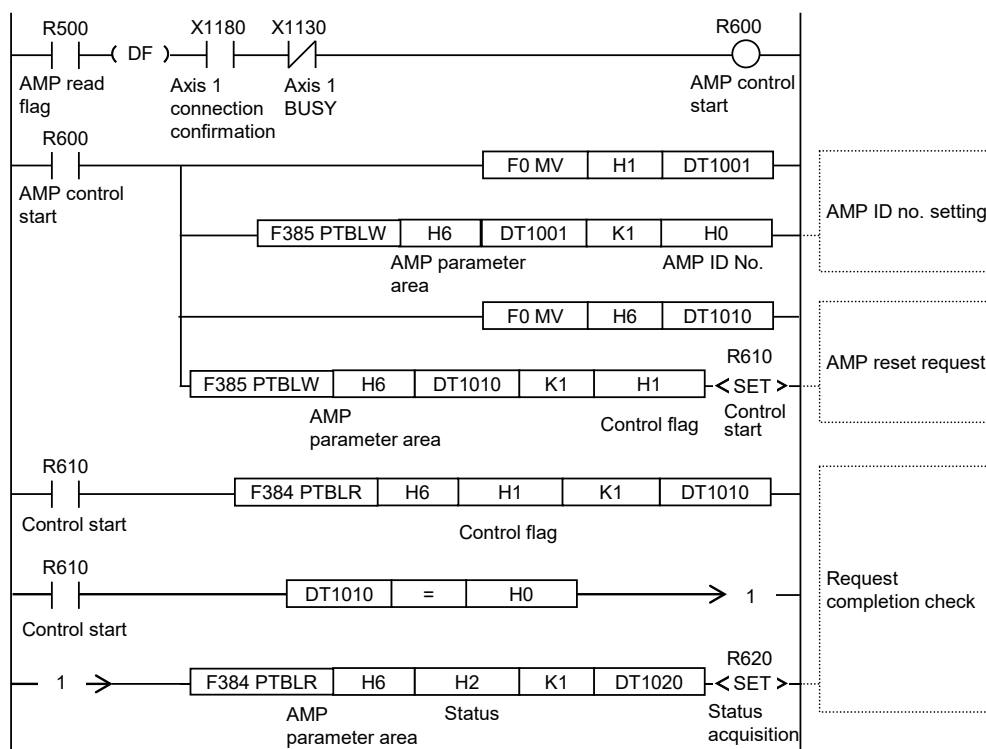 R500 X1180 X1130 R600
DF
AMP read
flag
Axis 1
connection
confirmation
Axis 1
BUSY
AMP control
start
R600
AMP control
start
F0 MV H1 DT1001
AMP ID no. setting
F385 PTBLW H6 DT1001 K1 H0
AMP parameter
area
AMP ID No.
F0 MV H6 DT1010
AMP reset request
R610
F385 PTBLW H6 DT1010 K1 H1 SET
AMP
parameter area
Control flag
Control
start
R610
F384 PTBLR H6 H1 K1 DT1010
Control start
Control flag
R610
DT1010 = H0 1
Control start
Request
completion check
R620
1 F384 PTBLR H6 H2 K1 DT1020 SET
AMP
parameter area
Status
Status
acquisition